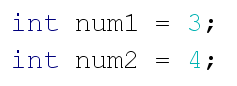 int num1 = 3;
int num2 = 4;